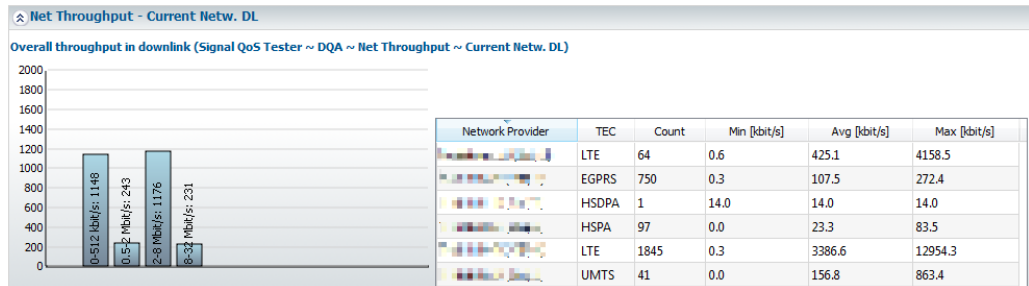 Net Throughput - Current Netw. DL
Overall throughput in downlink (Signal QoS Tester ~ DQA ~ Net Throughput ~ Current Netw. DL)
2000
1800
1600
1400
1200
1000
800
600
400
200
0
0-512 kbit/s: 1148
0.5-2 Mbit/s: 243
2-8 Mbit/s: 1176
8-32 Mbit/s: 231
Network Provider TEC Count Min [kbit/s] Avg [kbit/s] Max [kbit/s]
LTE 64 0.6 425.1 4158.5
EGPRS 750 0.3 107.5 272.4
HSDPA 1 14.0 14.0 14.0
HSPA 97 0.0 23.3 83.5
LTE 1845 0.3 3386.6 12954.3
UMTS 41 0.0 156.8 863.4